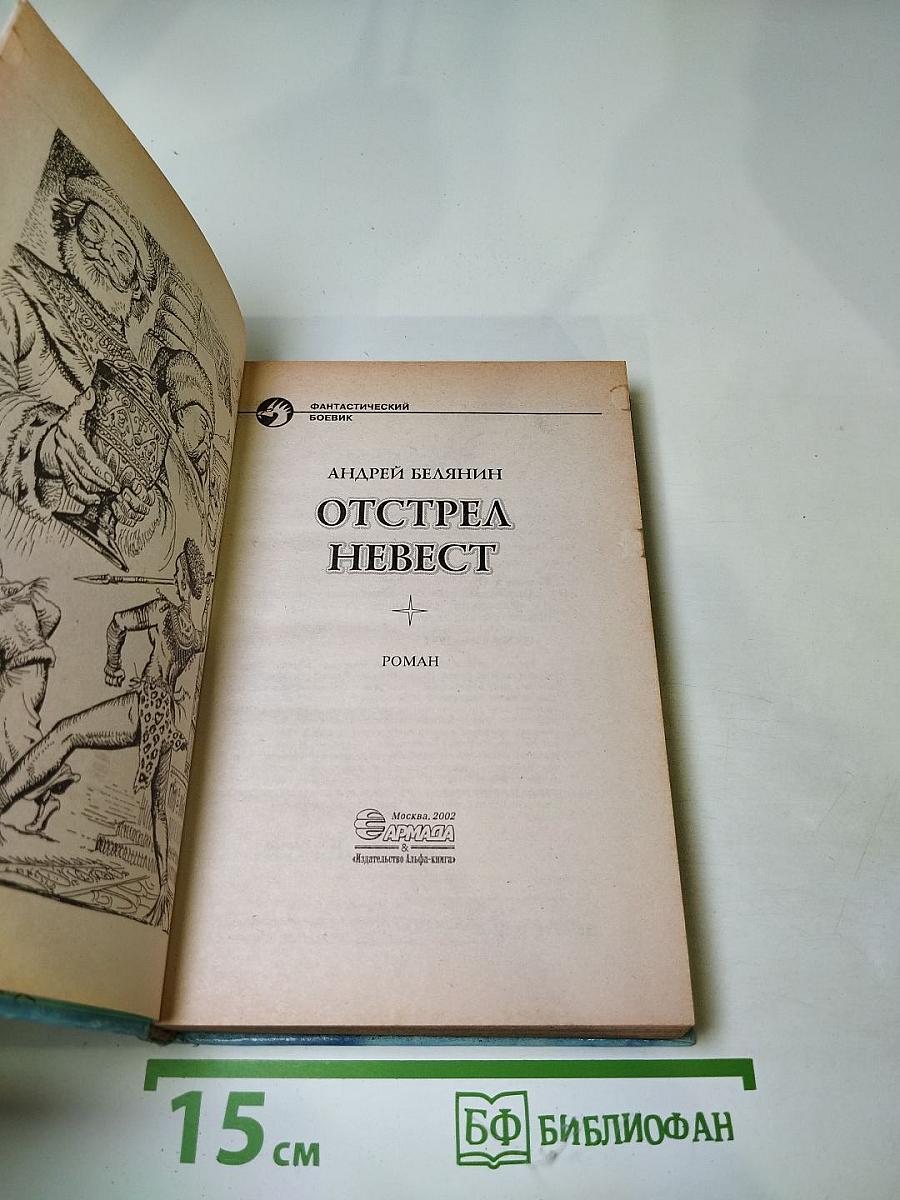 ФАНТАСТИЧЕСКИЙ
БОЕВИК
АНДРЕЙ БЕЛЯНИН
ОТСТРЕЛ
НЕВЕСТ
РОМАН
Москва, 2002
АРМАДА
&
«Издательство Альфа-книга»
15 см
БФ БИБЛИОФАН